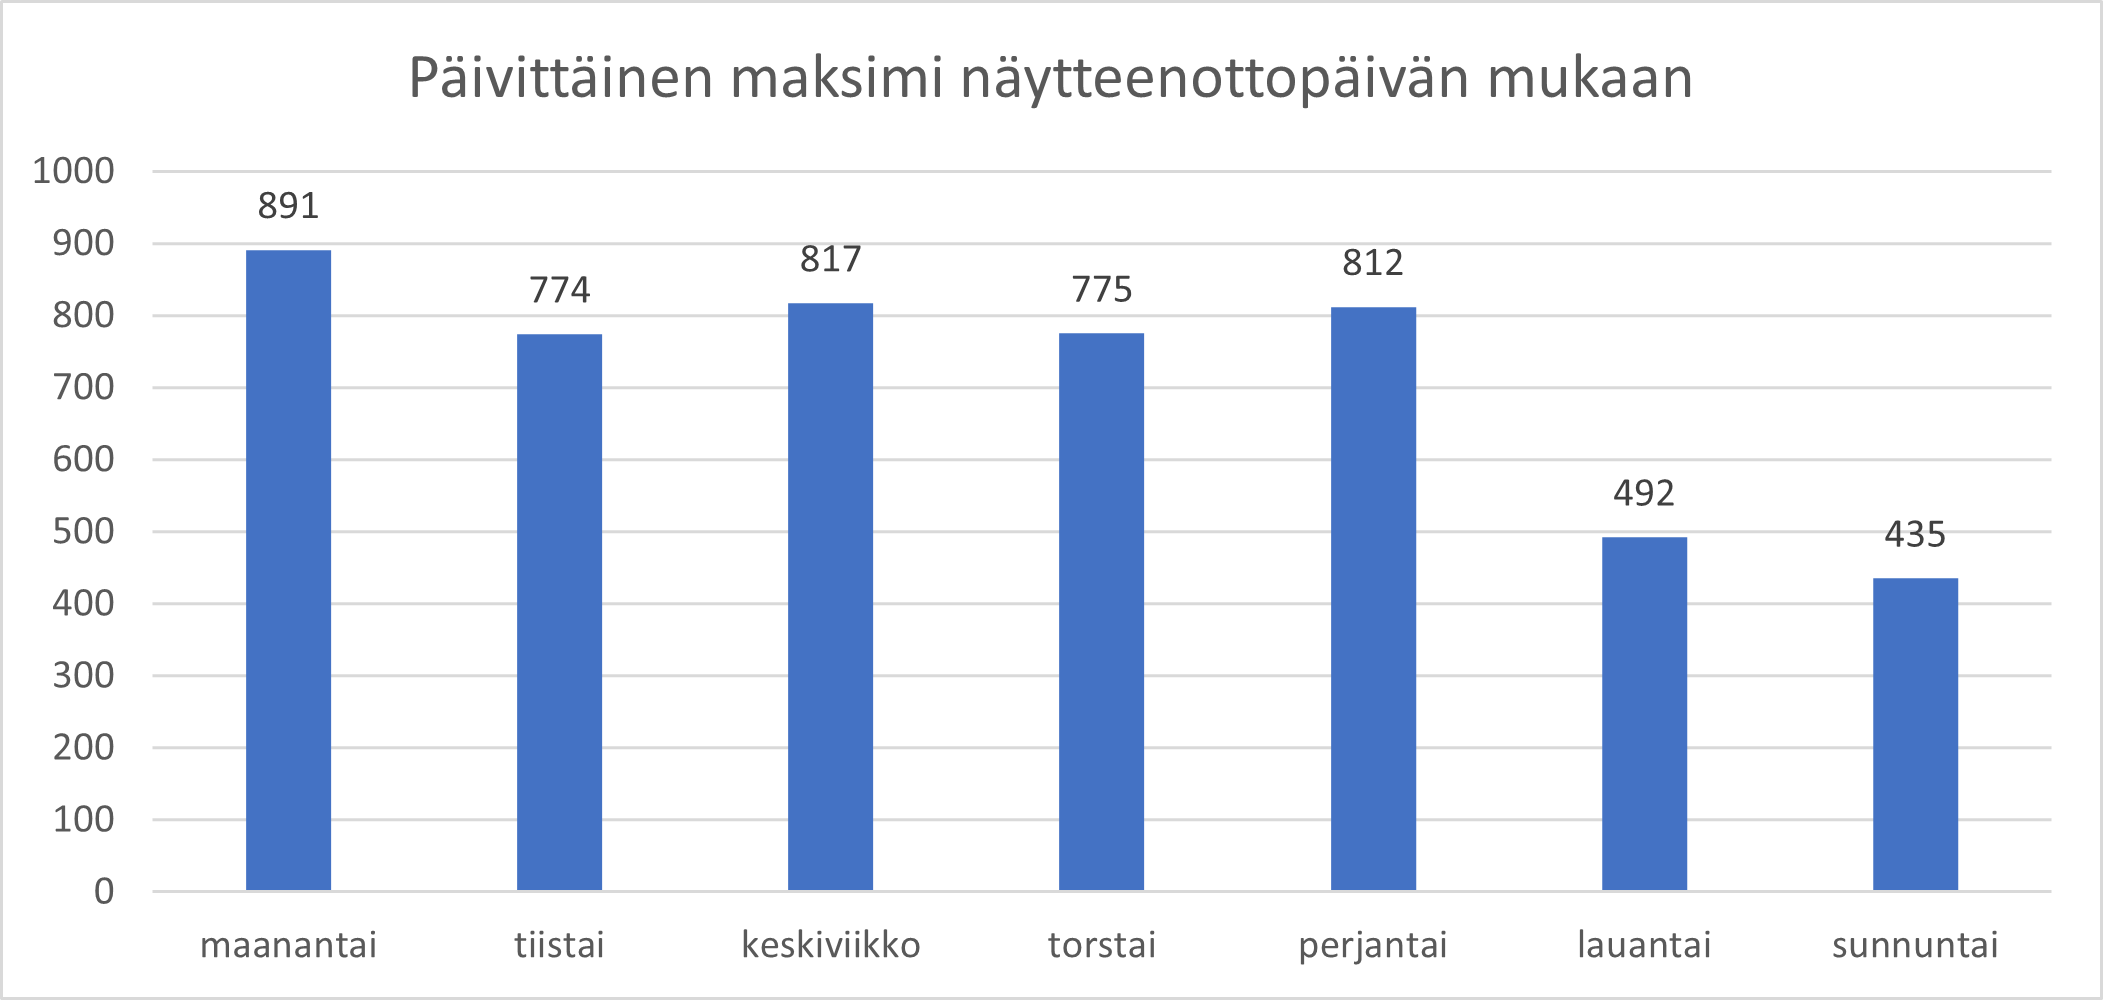 Päivittäinen maksimi näytteenottopäivän mukaan
1000
900
800
700
600
500
400
300
200
100
0
891
774
817
775
812
492
435
maanantai
tiistai
keskiviikko
torstai
perjantai
lauantai
sunnuntai